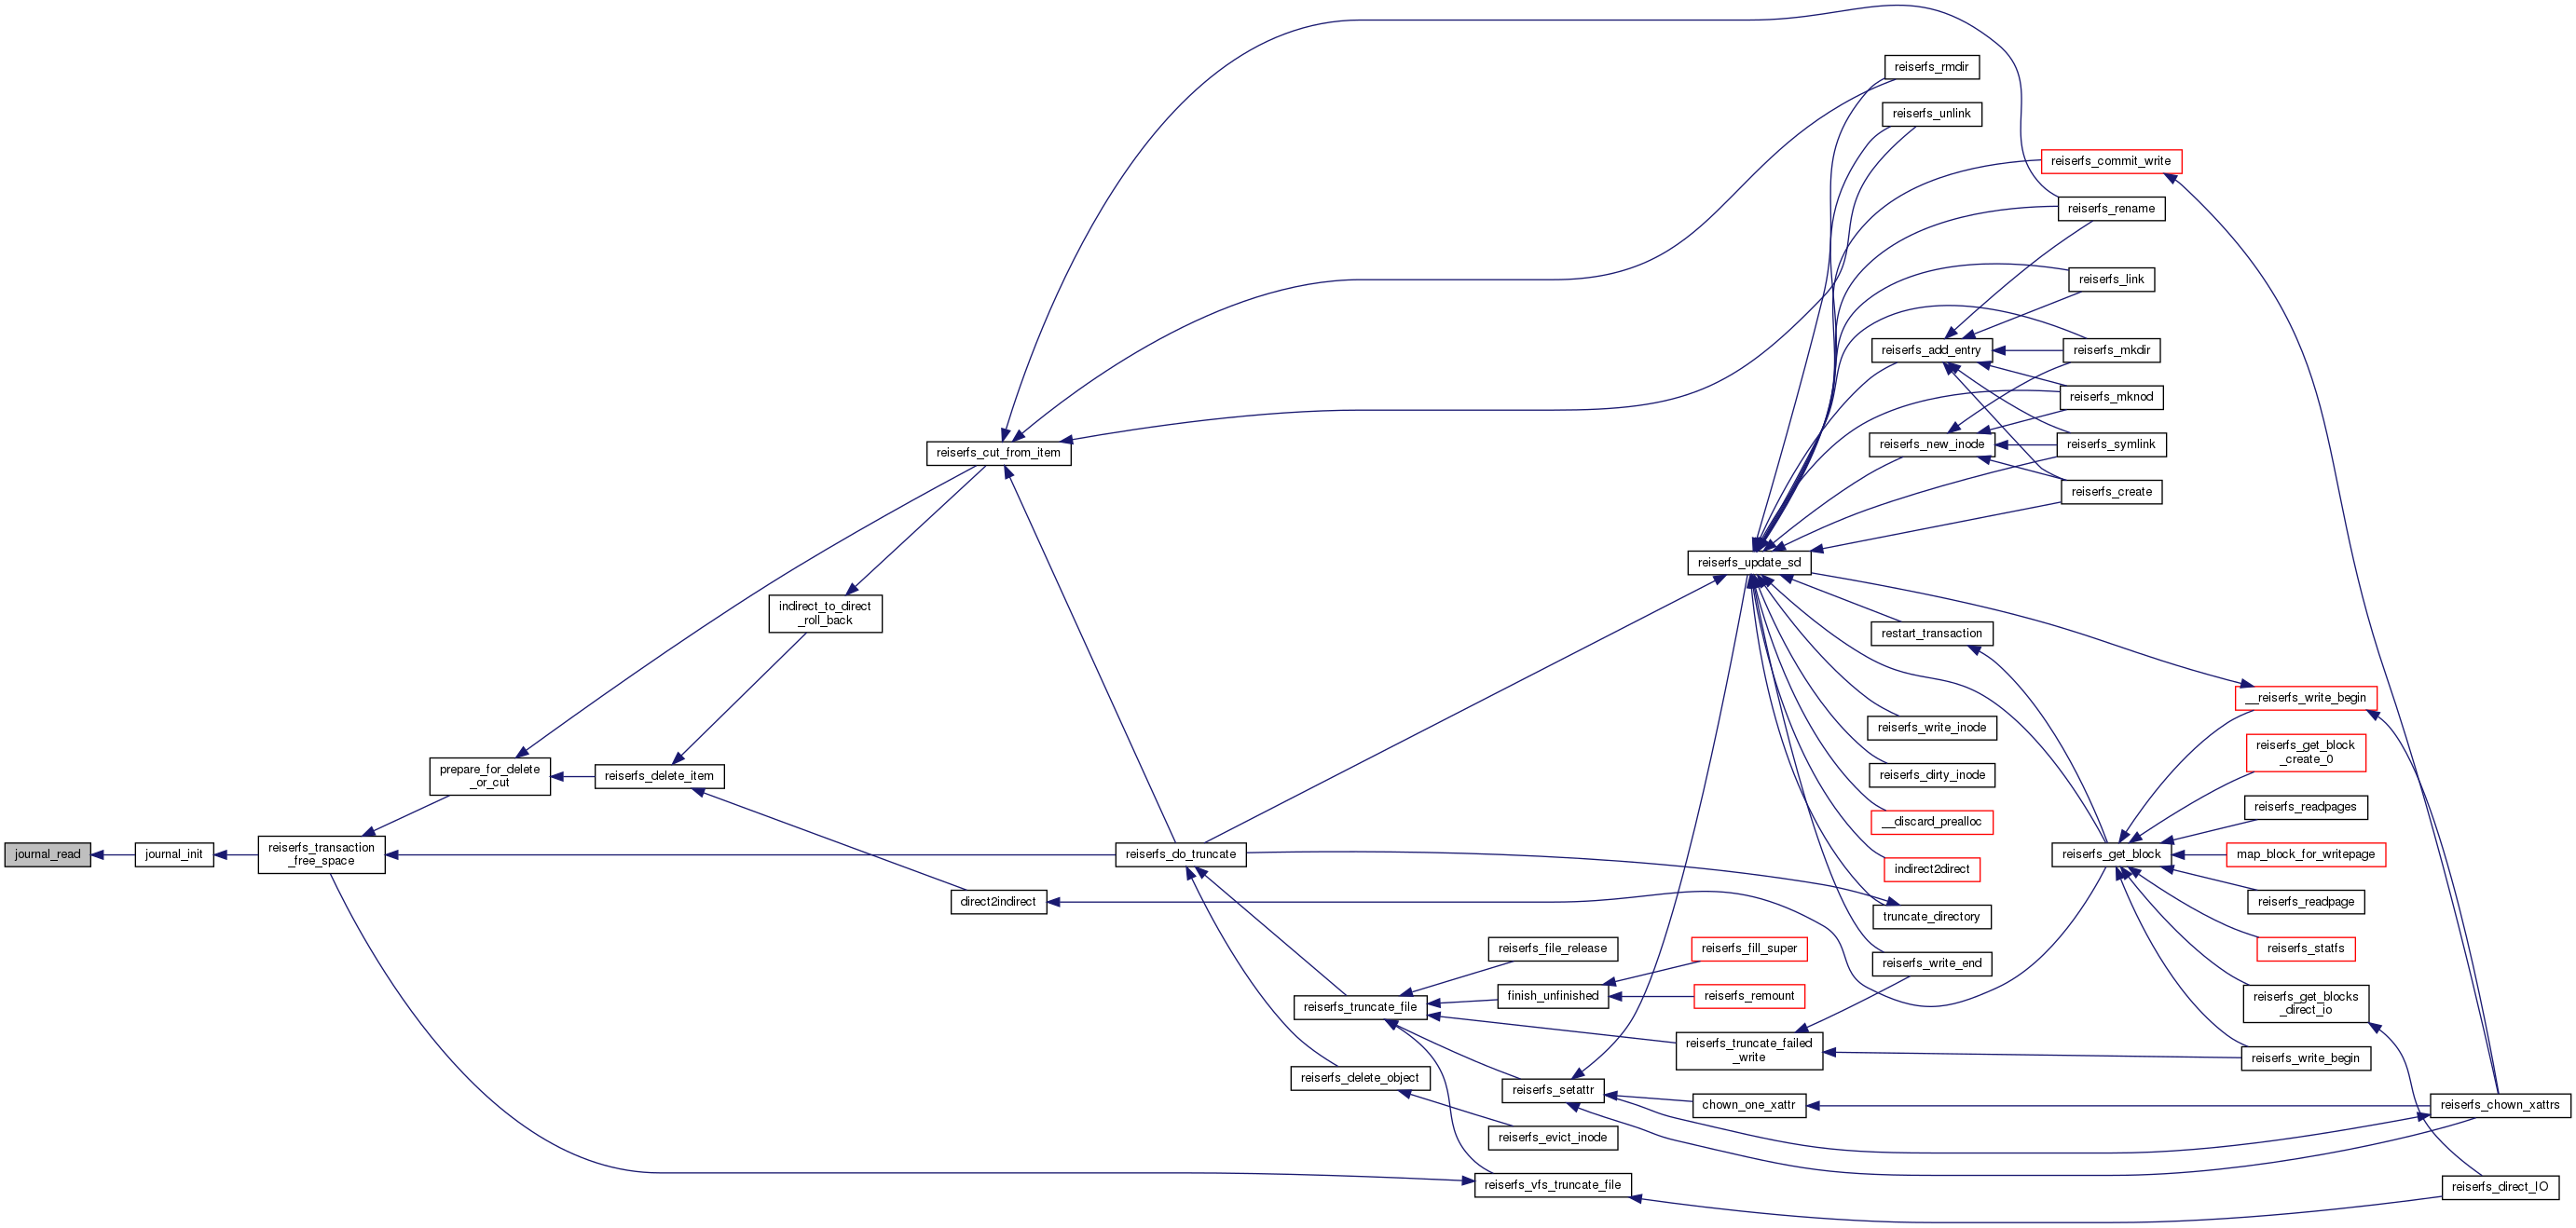 reiserfs_rmdir
reiserfs_unlink
reiserfs_commit_write
reiserfs_rename
reiserfs_link
reiserfs_add_entry
reiserfs_mkdir
reiserfs_mknod
reiserfs_new_inode
reiserfs_symlink
reiserfs_cut_from_item
reiserfs_create
reiserfs_update_sd
indirect_to_direct
_roll_back
restart_transaction
__reiserfs_write_begin
reiserfs_write_inode
reiserfs_get_block
_create_0
prepare_for_delete
_or_cut
reiserfs_delete_item
reiserfs_dirty_inode
reiserfs_readpages
__discard_prealloc
journal_read
journal_init
reiserfs_transaction
_free_space
reiserfs_do_truncate
reiserfs_get_block
map_block_for_writepage
indirect2direct
direct2indirect
reiserfs_readpage
truncate_directory
reiserfs_file_release
reiserfs_fill_super
reiserfs_statfs
reiserfs_write_end
finish_unfinished
reiserfs_remount
reiserfs_truncate_file
reiserfs_get_blocks
_direct_io
reiserfs_truncate_failed
_write
reiserfs_write_begin
reiserfs_delete_object
reiserfs_setattr
chown_one_xattr
reiserfs_chown_xattrs
reiserfs_evict_inode
reiserfs_vfs_truncate_file
reiserfs_direct_IO